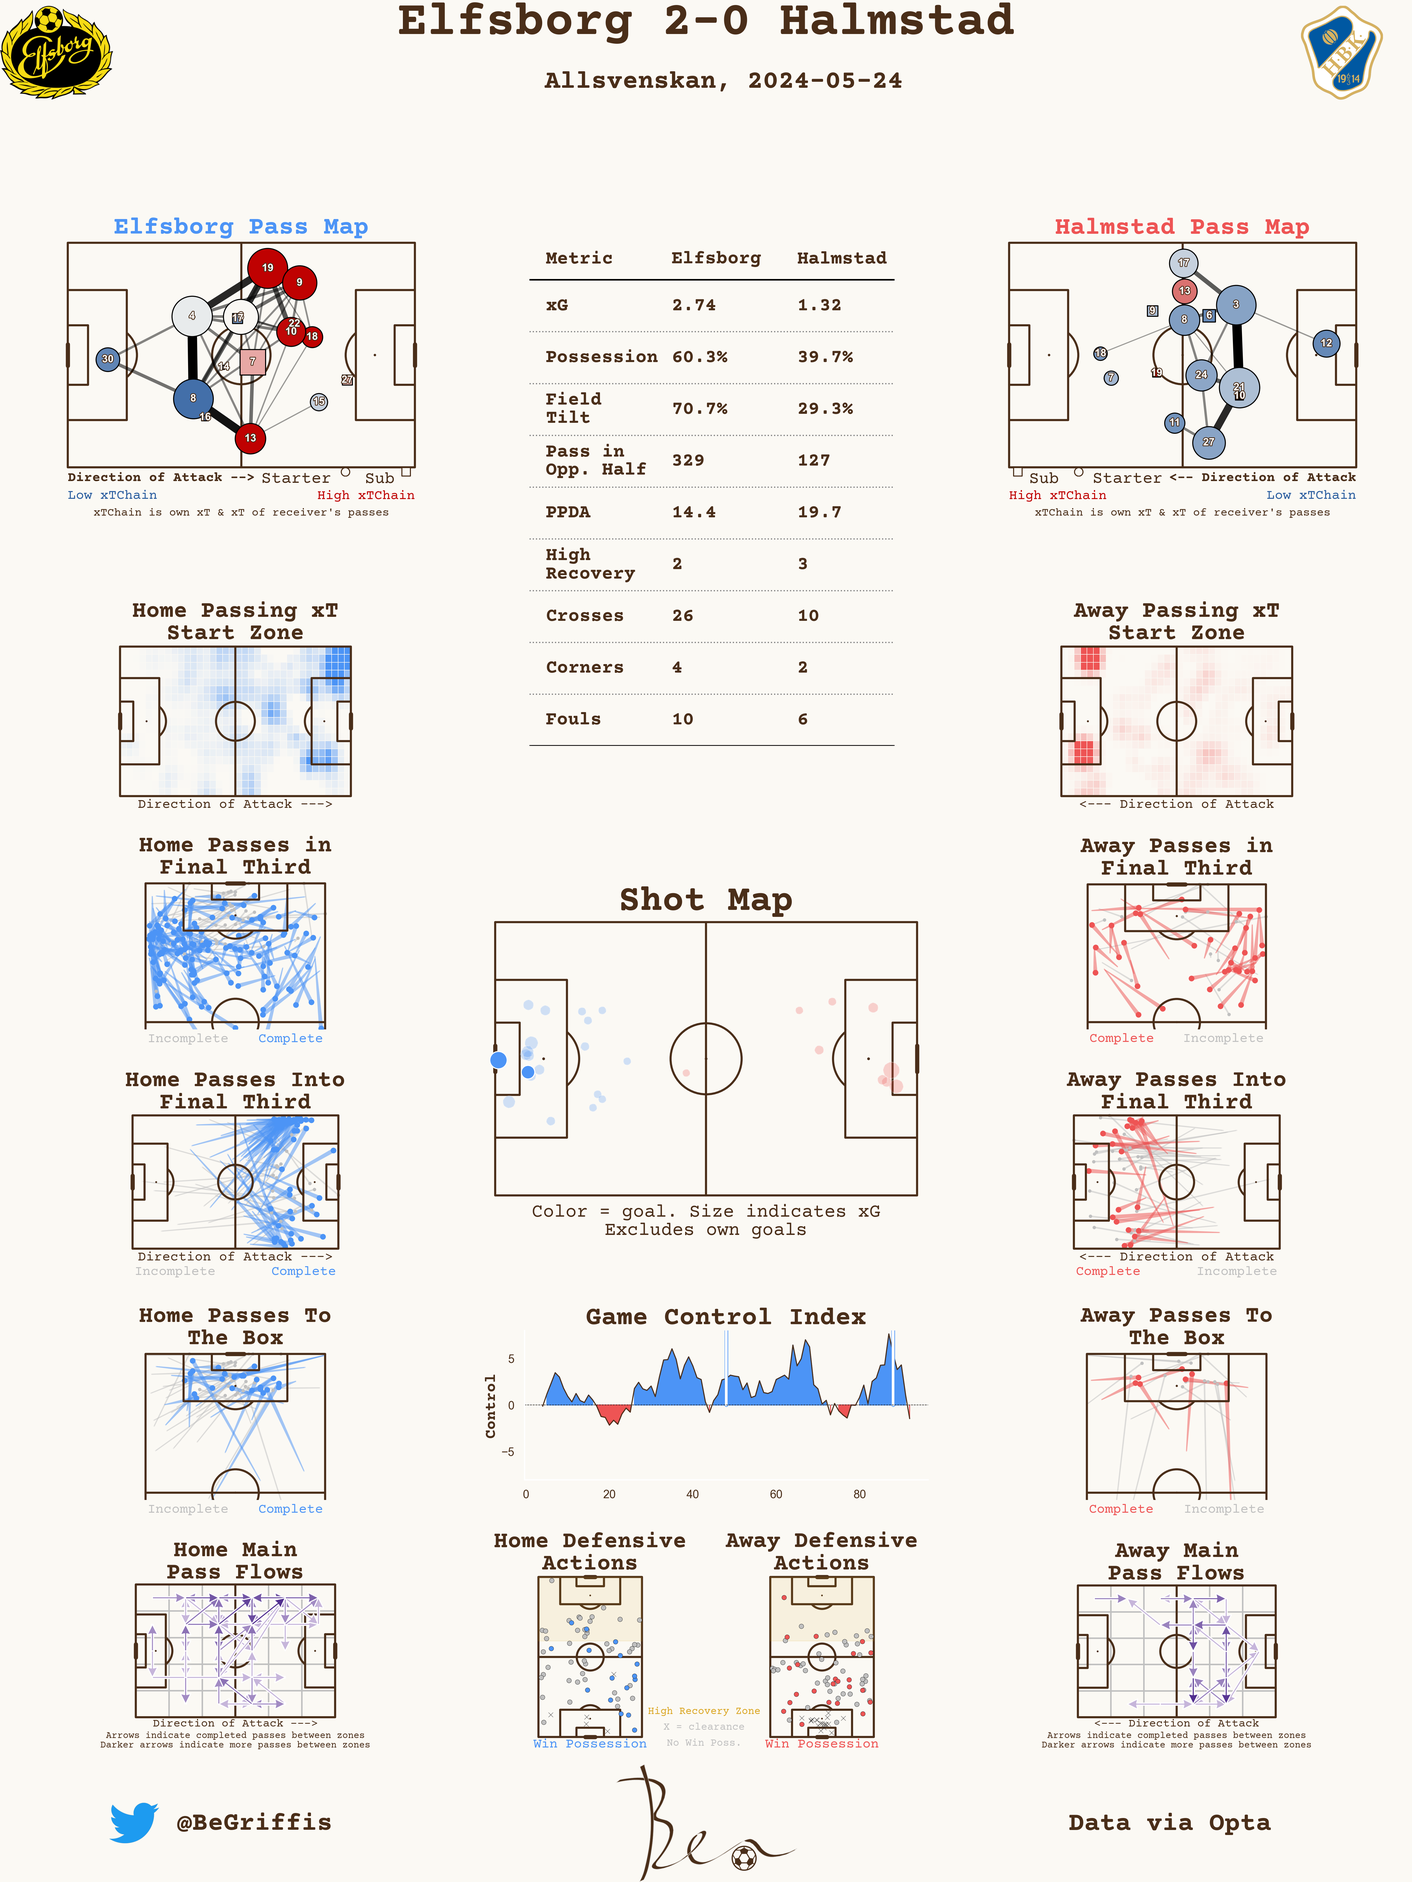 Elfsborg 2-0 Halmstad
Allsvenskan, 2024-05-24
Elfsborg
H·B·K·
1914
Elfsborg Pass Map
19
9
4
17
22
10
18
30
14
7
27
8
16
15
13
Direction of Attack --> Starter Sub
Low xTChain High xTChain
xTChain is own xT & xT of receiver's passes
Metric Elfsborg Halmstad
xG 2.74 1.32
Possession 60.3% 39.7%
Field
Tilt 70.7% 29.3%
Pass in
Opp. Half 329 127
PPDA 14.4 19.7
High
Recovery 2 3
Crosses 26 10
Corners 4 2
Fouls 10 6
Halmstad Pass Map
17
13
3
9
8
6
12
18
7
19
24
21
10
11
27
Sub Starter <-- Direction of Attack
High xTChain Low xTChain
xTChain is own xT & xT of receiver's passes
Home Passing xT
Start Zone
Direction of Attack --->
Away Passing xT
Start Zone
<--- Direction of Attack
Home Passes in
Final Third
Incomplete Complete
Away Passes in
Final Third
Complete Incomplete
Shot Map
Color = goal. Size indicates xG
Excludes own goals
Home Passes Into
Final Third
Direction of Attack --->
Incomplete Complete
Away Passes Into
Final Third
<--- Direction of Attack
Complete Incomplete
Game Control Index
Control
5
0
−5
0 20 40 60 80
Home Passes To
The Box
Incomplete Complete
Away Passes To
The Box
Complete Incomplete
Home Main
Pass Flows
Direction of Attack --->
Arrows indicate completed passes between zones
Darker arrows indicate more passes between zones
Home Defensive
Actions
Win Possession
High Recovery Zone
X = clearance
No Win Poss.
Away Defensive
Actions
Win Possession
Away Main
Pass Flows
<--- Direction of Attack
Arrows indicate completed passes between zones
Darker arrows indicate more passes between zones
@BeGriffis
Ben
Data via Opta